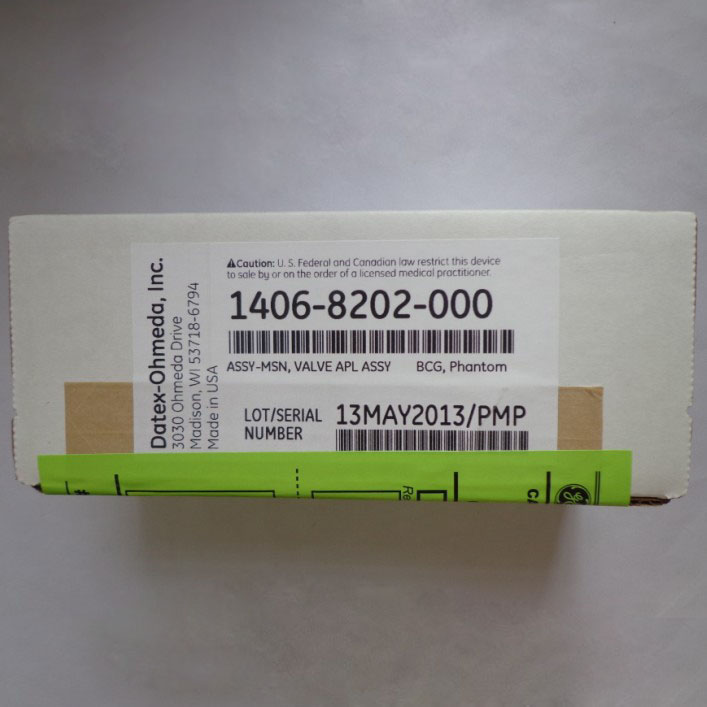 ⚠Caution: U. S. Federal and Canadian law restrict this device
to sale by or on the order of a licensed medical practitioner.
1406-8202-000
ASSY-MSN, VALVE APL ASSY BCG, Phantom
LOT/SERIAL
NUMBER
13MAY2013/PMP
Datex-Ohmeda, Inc.
3030 Ohmeda Drive
Madison, WI 53718-6794
Made in USA
Re